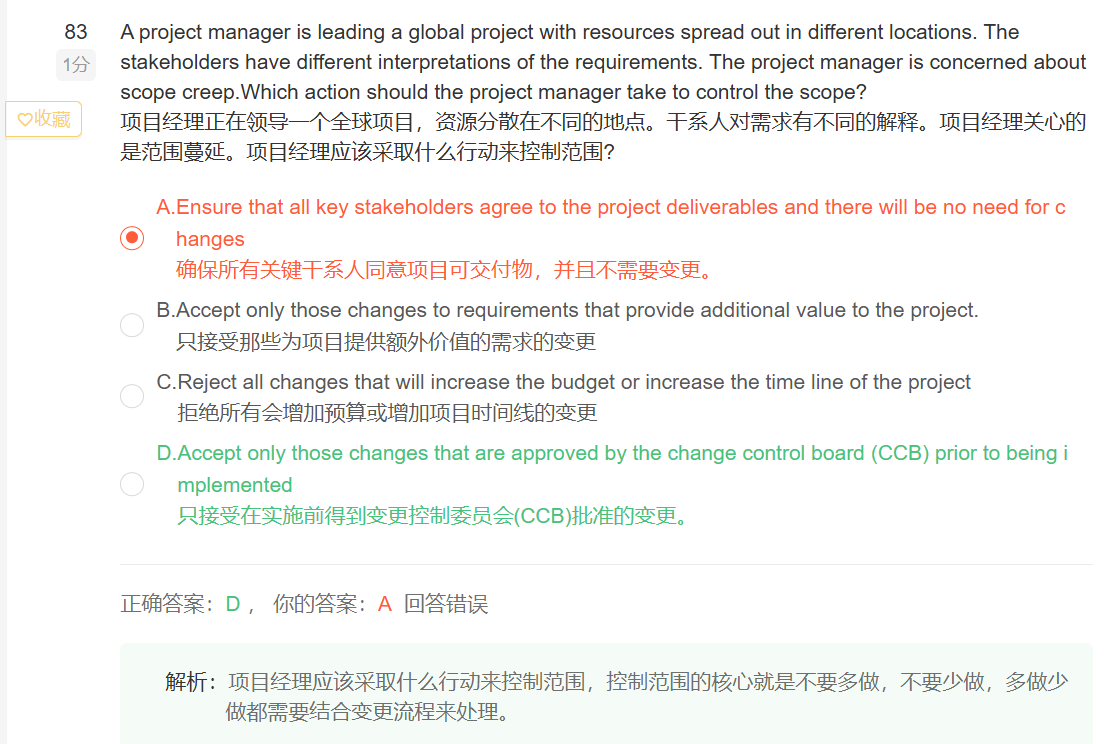 83
1分
♡收藏
A project manager is leading a global project with resources spread out in different locations. The
stakeholders have different interpretations of the requirements. The project manager is concerned about
scope creep.Which action should the project manager take to control the scope?
项目经理正在领导一个全球项目，资源分散在不同的地点。干系人对需求有不同的解释。项目经理关心的
是范围蔓延。项目经理应该采取什么行动来控制范围?
A.Ensure that all key stakeholders agree to the project deliverables and there will be no need for c
hanges
确保所有关键干系人同意项目可交付物，并且不需要变更。
B.Accept only those changes to requirements that provide additional value to the project.
只接受那些为项目提供额外价值的需求的变更
C.Reject all changes that will increase the budget or increase the time line of the project
拒绝所有会增加预算或增加项目时间线的变更
D.Accept only those changes that are approved by the change control board (CCB) prior to being i
mplemented
只接受在实施前得到变更控制委员会(CCB)批准的变更。
正确答案：D， 你的答案：A 回答错误
解析：项目经理应该采取什么行动来控制范围，控制范围的核心就是不要多做，不要少做，多做少
做都需要结合变更流程来处理。